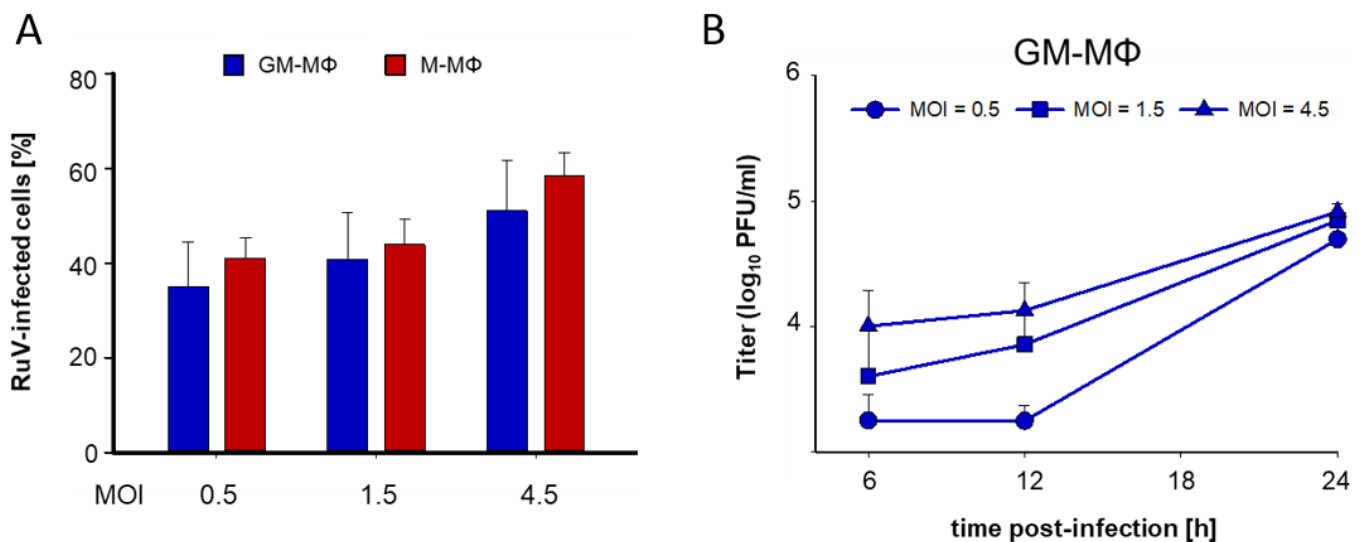 A
GM-MΦ M-MΦ
RuV-infected cells [%]
80
60
40
20
0
MOI 0.5 1.5 4.5
B
GM-MΦ
MOI = 0.5 MOI = 1.5 MOI = 4.5
Titer (log₁₀ PFU/ml)
6
5
4
6 12 18 24
time post-infection [h]